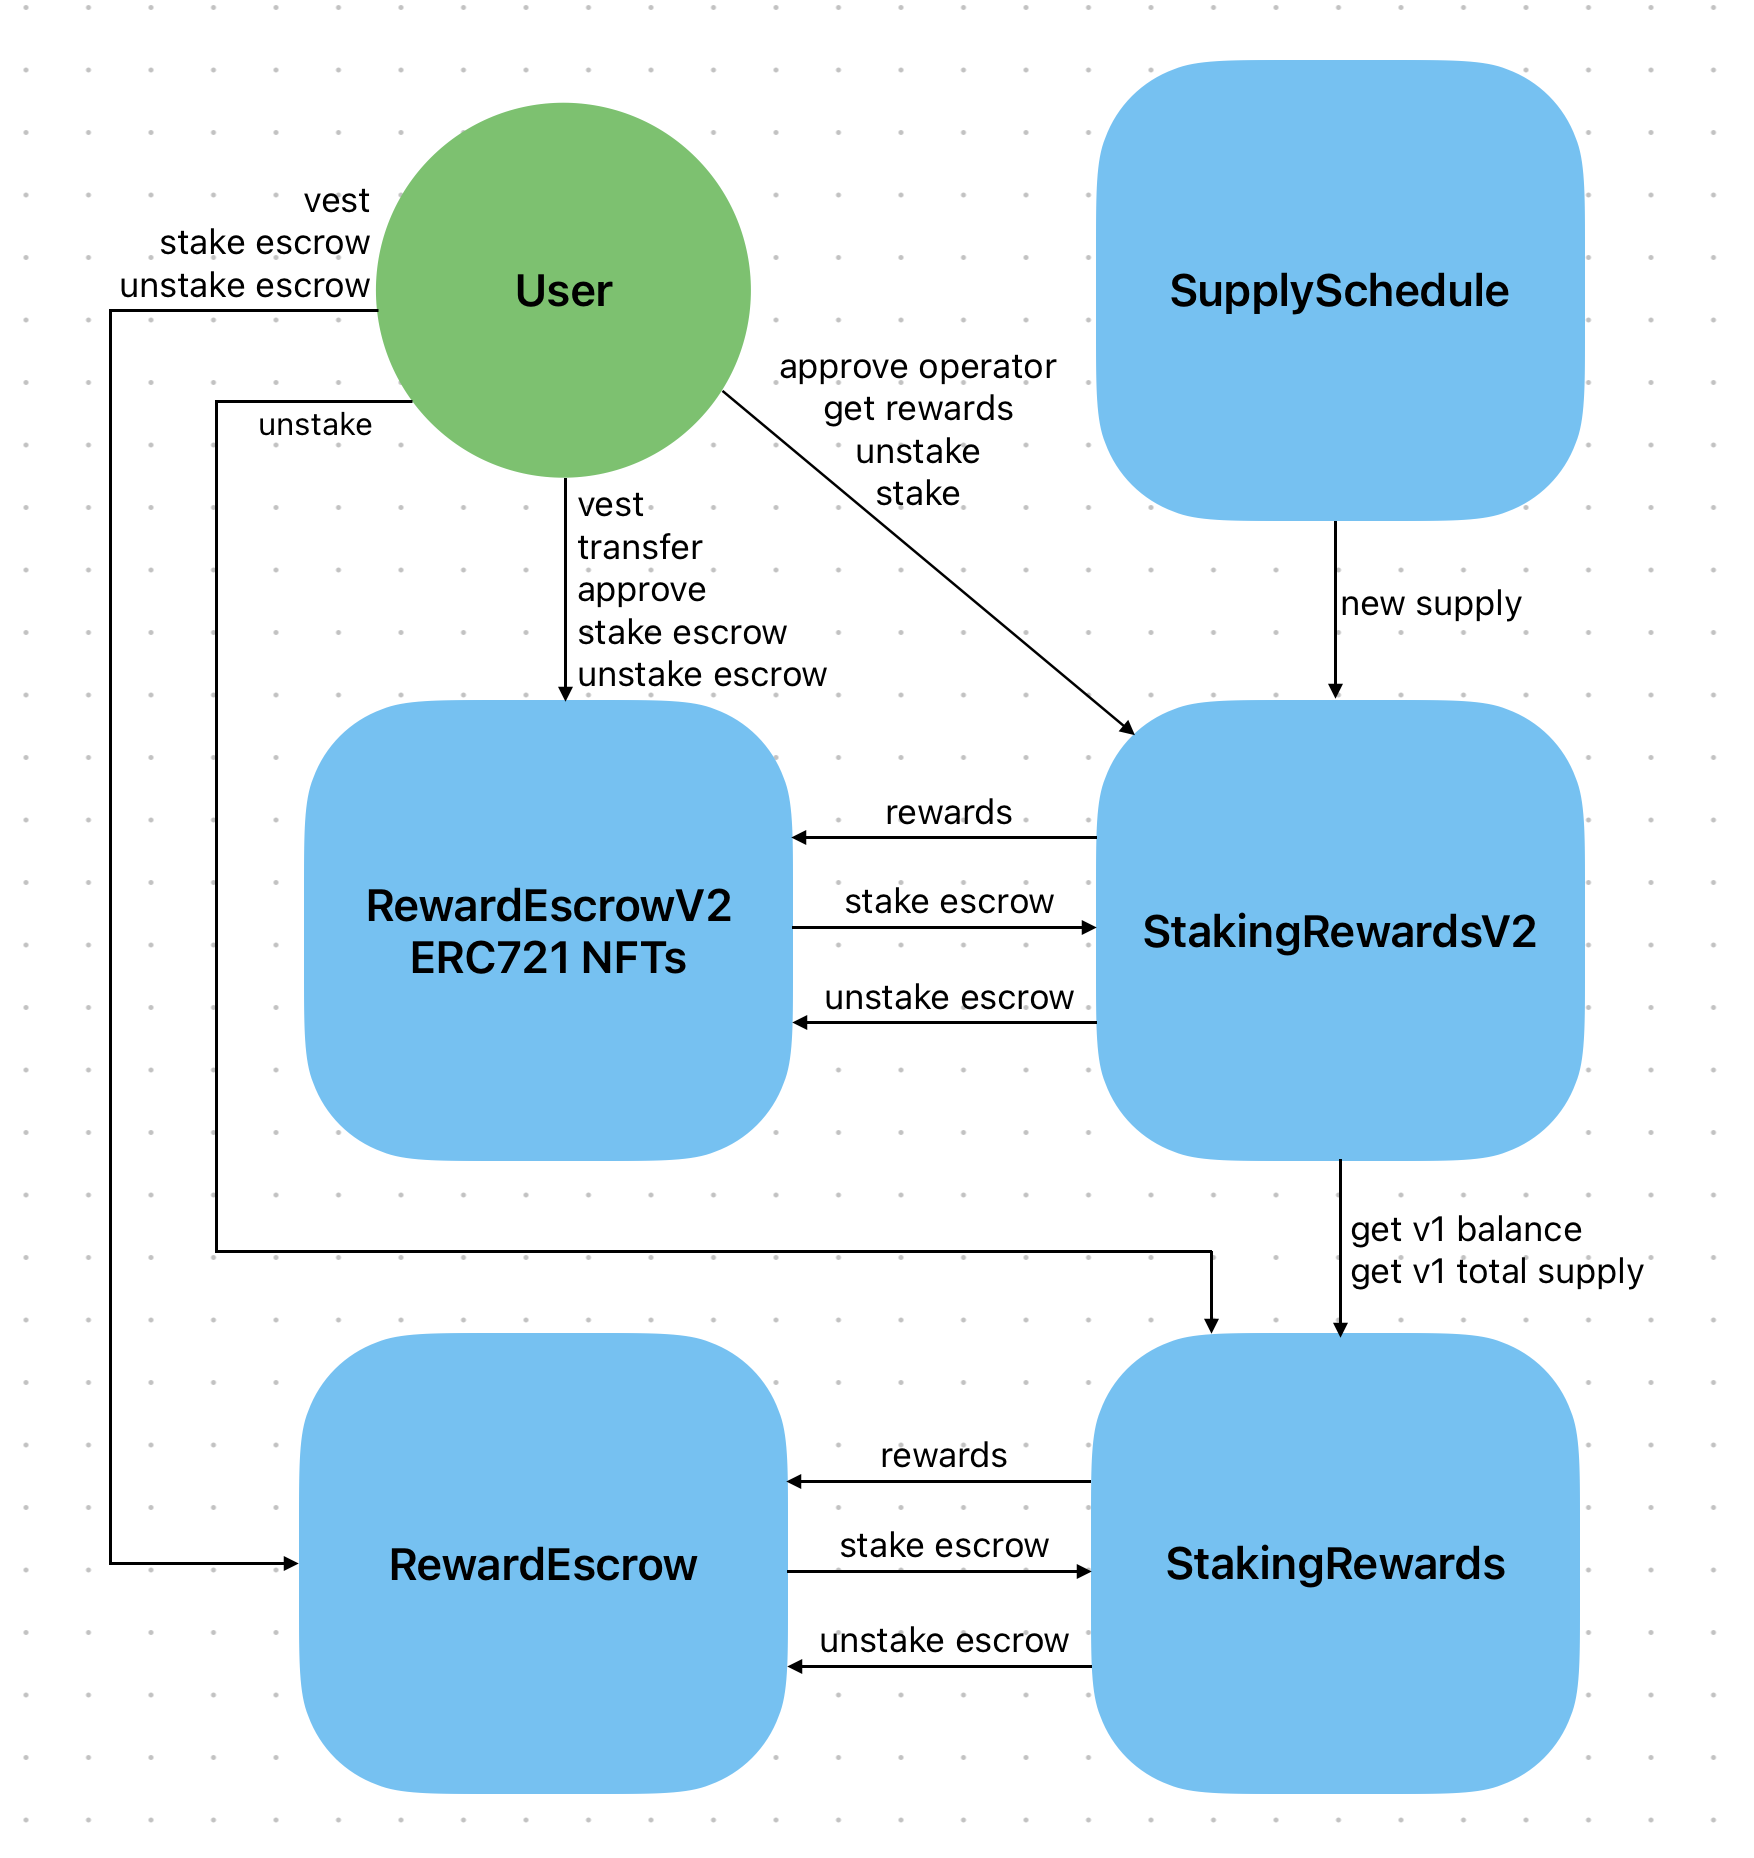 vest
stake escrow
unstake escrow
User
SupplySchedule
unstake
approve operator
get rewards
unstake
stake
vest
transfer
approve
stake escrow
unstake escrow
new supply
RewardEscrowV2
ERC721 NFTs
rewards
stake escrow
unstake escrow
StakingRewardsV2
get v1 balance
get v1 total supply
RewardEscrow
rewards
stake escrow
unstake escrow
StakingRewards